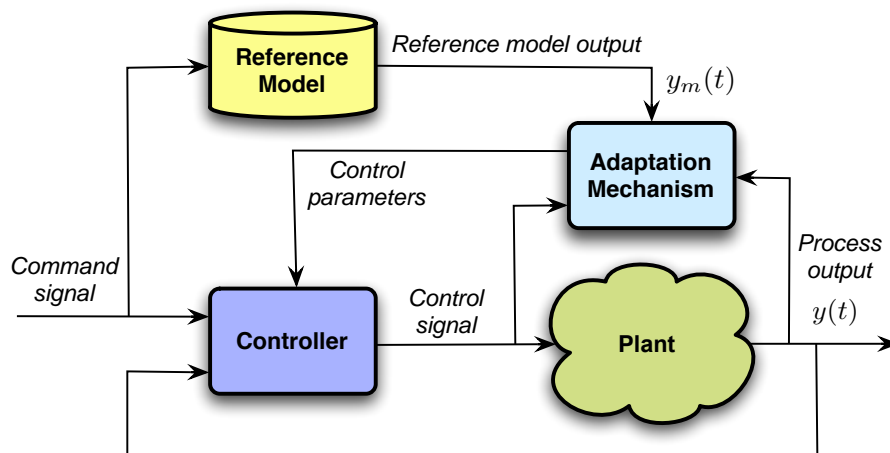 Reference
Model
Reference model output
y_m(t)
Adaptation
Mechanism
Control
parameters
Command
signal
Process
output
y(t)
Controller
Control
signal
Plant